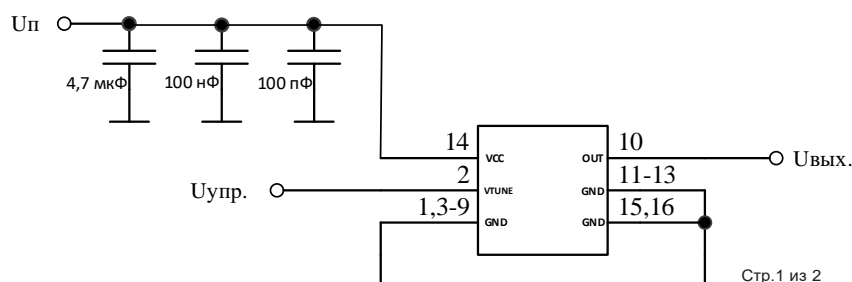 Uп
4,7 мкФ
100 нФ
100 пФ
14
VCC
OUT
10
Uвых.
Uупр.
2
VTUNE
GND
11-13
1,3-9
GND
GND
15,16
Стр.1 из 2